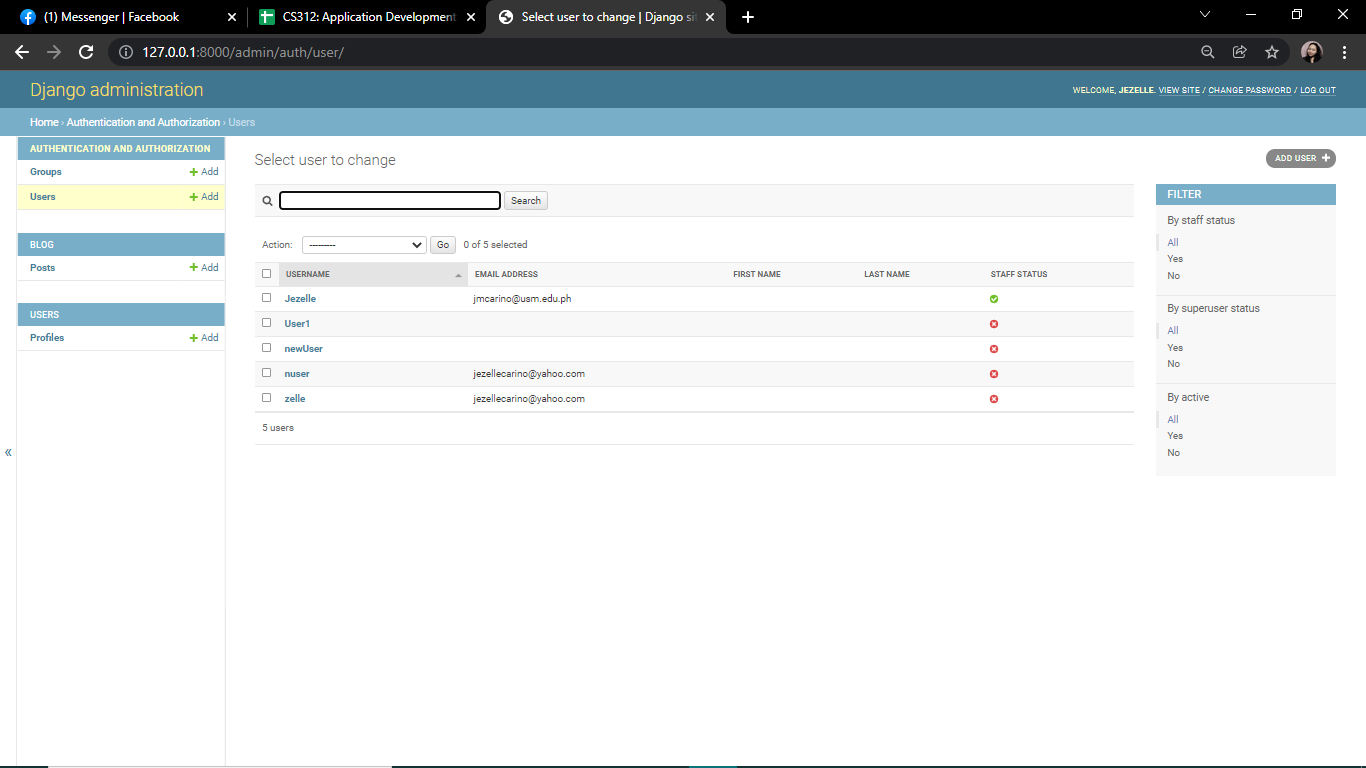 (1) Messenger | Facebook
CS312: Application Development
Select user to change | Django si
127.0.0.1:8000/admin/auth/user/
Django administration
WELCOME, JEZELLE. VIEW SITE / CHANGE PASSWORD / LOG OUT
Home › Authentication and Authorization › Users
AUTHENTICATION AND AUTHORIZATION
Groups + Add
Users + Add
BLOG
Posts + Add
USERS
Profiles + Add
«
Select user to change
ADD USER +
Search
Action: --------- Go 0 of 5 selected
USERNAME EMAIL ADDRESS FIRST NAME LAST NAME STAFF STATUS
Jezelle jmcarino@usm.edu.ph
User1
newUser
nuser jezellecarino@yahoo.com
zelle jezellecarino@yahoo.com
5 users
FILTER
By staff status
All
Yes
No
By superuser status
All
Yes
No
By active
All
Yes
No